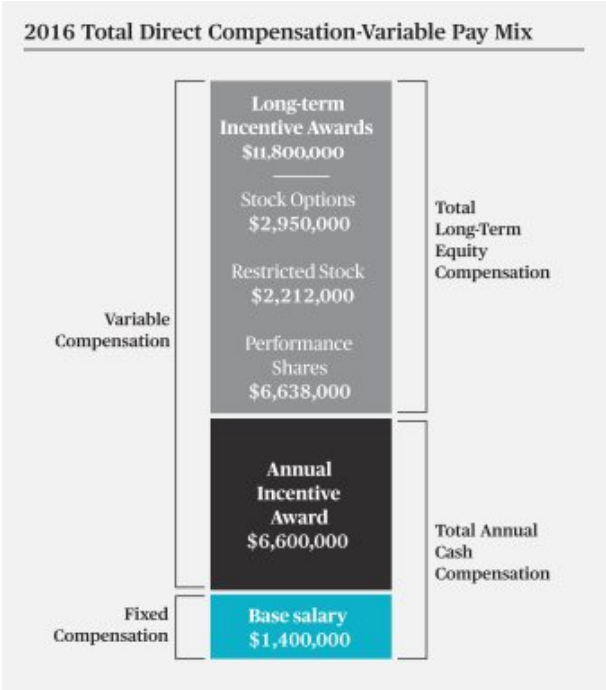 2016 Total Direct Compensation-Variable Pay Mix
Long-term
Incentive Awards
$11,800,000
Stock Options
$2,950,000
Restricted Stock
$2,212,000
Performance
Shares
$6,638,000
Total
Long-Term
Equity
Compensation
Variable
Compensation
Annual
Incentive
Award
$6,600,000
Total Annual
Cash
Compensation
Fixed
Compensation
Base salary
$1,400,000